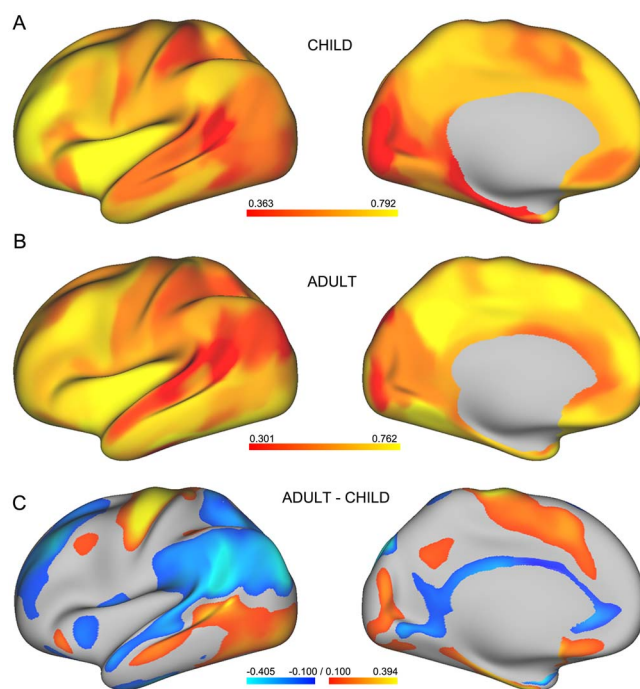 A
CHILD
0.363 0.792
B
ADULT
0.301 0.762
C
ADULT - CHILD
-0.405 -0.100 / 0.100 0.394